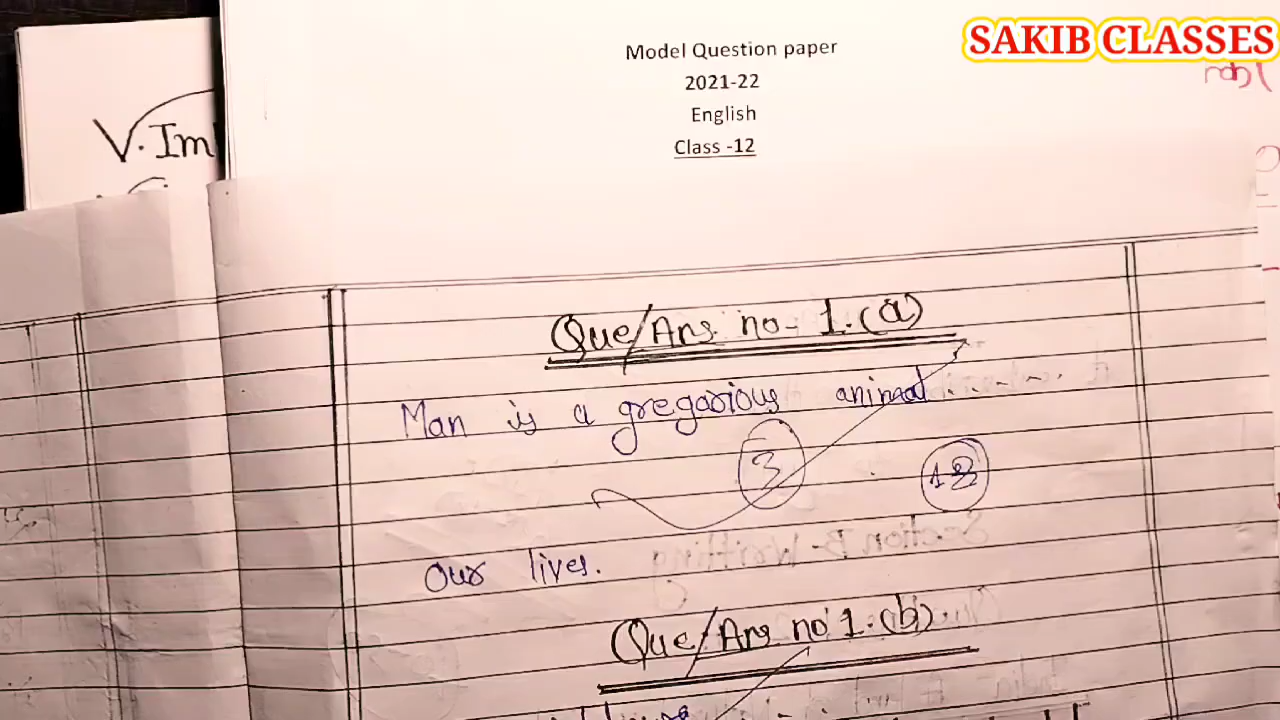 SAKIB CLASSES
Model Question paper
2021-22
English
Class -12
V. Im
Que/Ans no- 1.(a)
Man is a gregarious animal.....
3
Our lives.
Que/Ans no 1.(b).